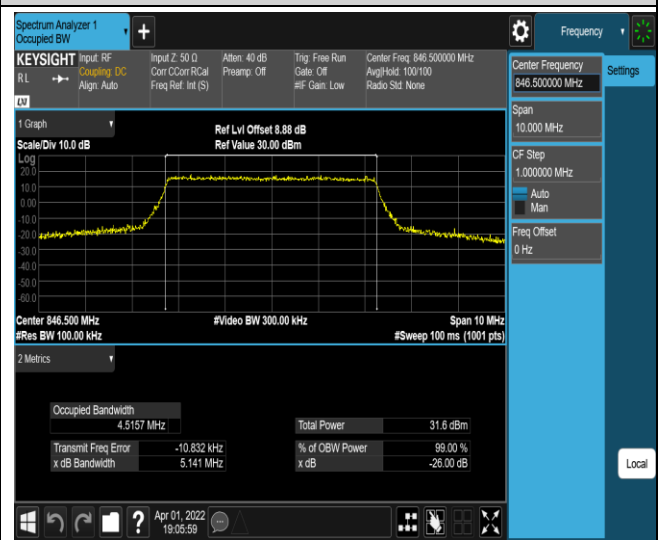 Spectrum Analyzer 1
Occupied BW
Frequency
KEYSIGHT
RL
LXI
Input: RF
Coupling: DC
Align: Auto
Input Z: 50 Ω
Corr CCorr RCal
Freq Ref: Int (S)
Atten: 40 dB
Preamp: Off
Trig: Free Run
Gate: Off
#IF Gain: Low
Center Freq: 846.500000 MHz
Avg|Hold: 100/100
Radio Std: None
Center Frequency
846.500000 MHz
Settings
Span
10.000 MHz
CF Step
1.000000 MHz
Auto
Man
Freq Offset
0 Hz
1 Graph
Scale/Div 10.0 dB
Ref Lvl Offset 8.88 dB
Ref Value 30.00 dBm
Log
20.0
10.0
0.00
-10.0
-20.0
-30.0
-40.0
-50.0
-60.0
Center 846.500 MHz
#Video BW 300.00 kHz
Span 10 MHz
#Res BW 100.00 kHz
#Sweep 100 ms (1001 pts)
2 Metrics
Occupied Bandwidth
4.5157 MHz
Total Power 31.6 dBm
Transmit Freq Error -10.832 kHz
% of OBW Power 99.00 %
x dB Bandwidth 5.141 MHz
x dB -26.00 dB
Local
?
Apr 01, 2022
19:05:59